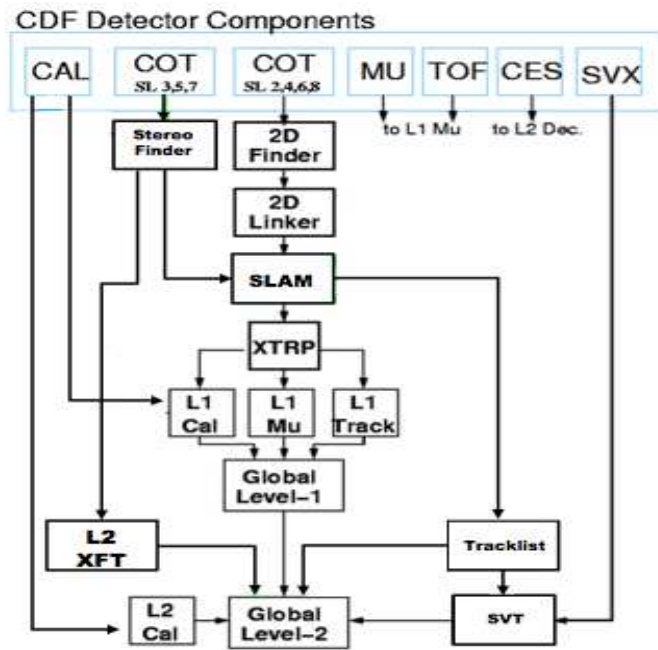 CDF Detector Components
CAL
COT
SL 3,5,7
COT
SL 2,4,6,8
MU
TOF
CES
SVX
to L1 Mu
to L2 Dec.
Stereo
Finder
2D
Finder
2D
Linker
SLAM
XTRP
L1
Cal
L1
Mu
L1
Track
Global
Level-1
L2
XFT
Tracklist
L2
Cal
Global
Level-2
SVT